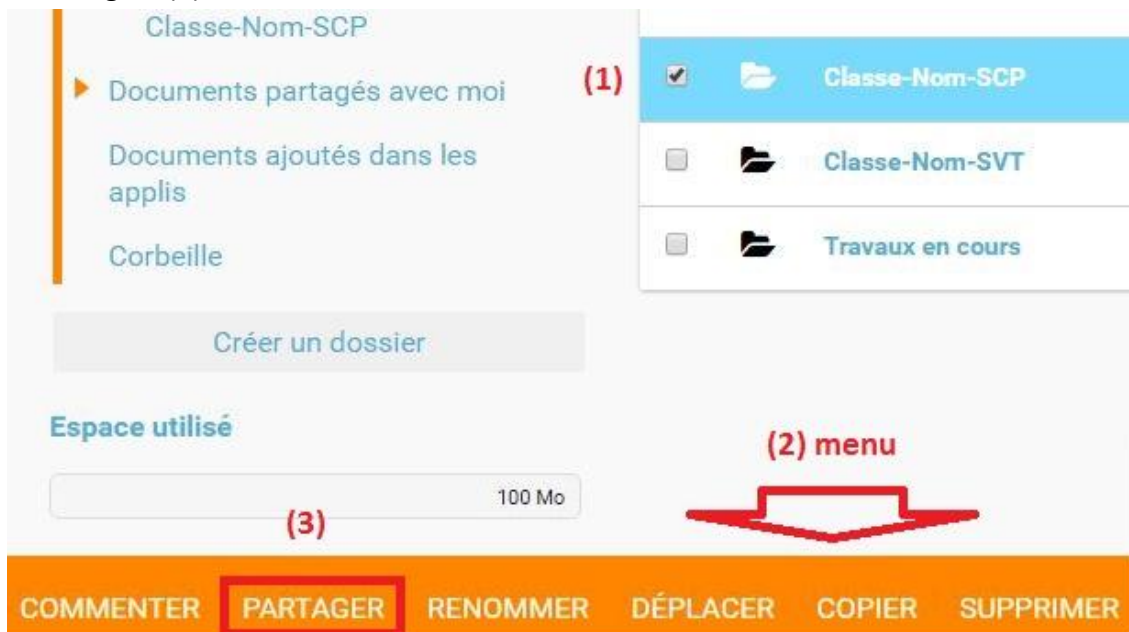 Classe-Nom-SCP
Documents partagés avec moi
Documents ajoutés dans les
applis
Corbeille
Créer un dossier
Espace utilisé
100 Mo
(1)
Classe-Nom-SCP
Classe-Nom-SVT
Travaux en cours
(2) menu
(3)
COMMENTER PARTAGER RENOMMER DÉPLACER COPIER SUPPRIMER